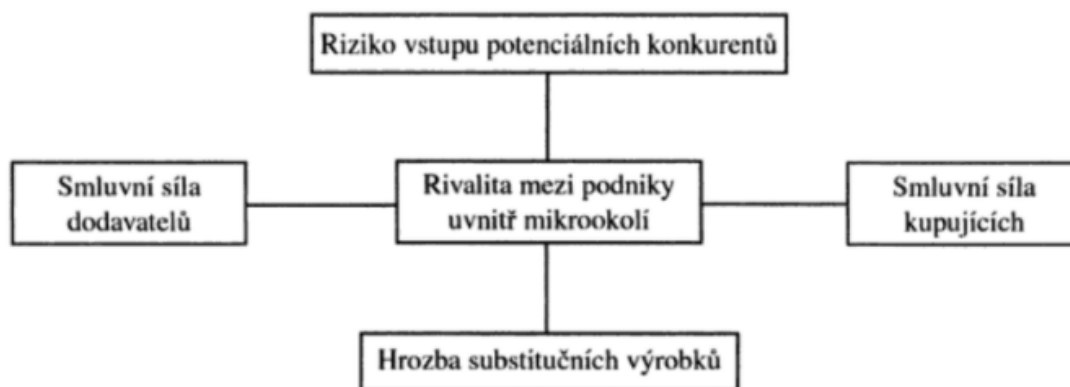 Riziko vstupu potenciálních konkurentů
Smluvní síla
dodavatelů
Rivalita mezi podniky
uvnitř mikrookolí
Smluvní síla
kupujících
Hrozba substitučních výrobků